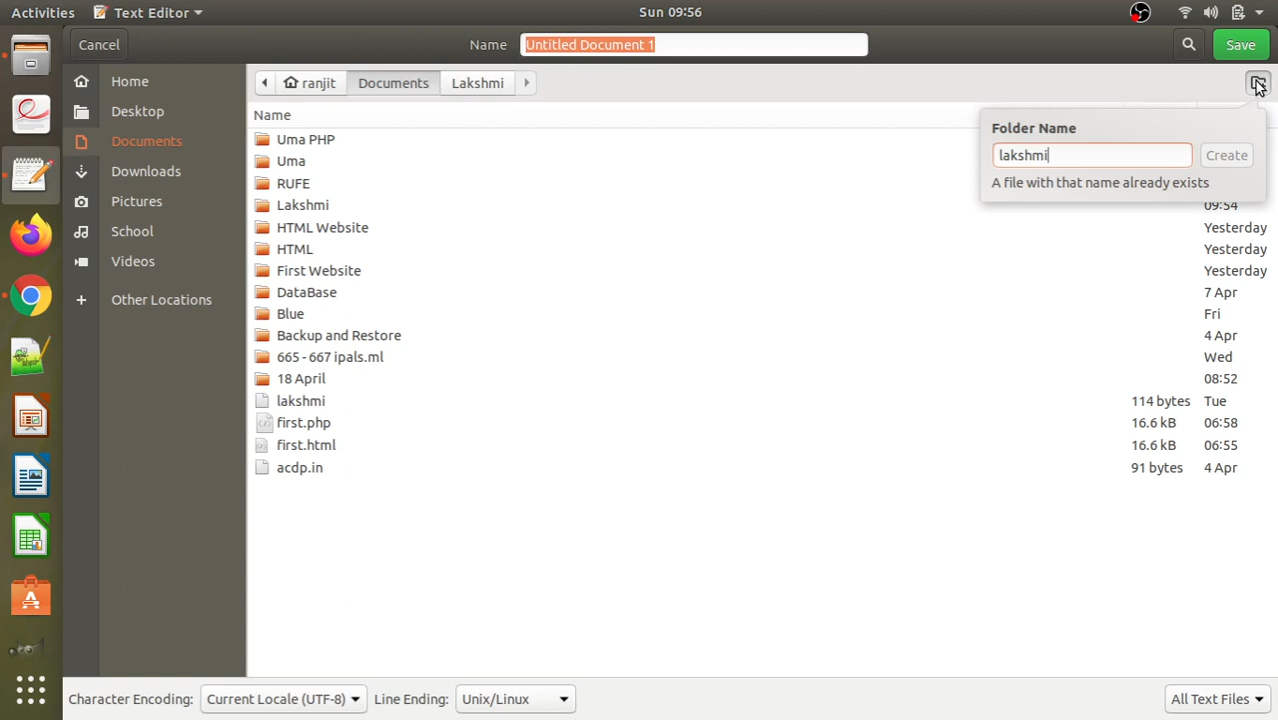 Activities Text Editor Sun 09:56
Cancel Name Untitled Document 1 Save
ranjit Documents Lakshmi
Home
Desktop
Documents
Downloads
Pictures
School
Videos
Other Locations
Name
Folder Name
lakshmi Create
A file with that name already exists
Uma PHP
Uma
RUFE
Lakshmi 09:54
HTML Website Yesterday
HTML Yesterday
First Website Yesterday
DataBase 7 Apr
Blue Fri
Backup and Restore 4 Apr
665 - 667 ipals.ml Wed
18 April 08:52
lakshmi 114 bytes Tue
first.php 16.6 kB 06:58
first.html 16.6 kB 06:55
acdp.in 91 bytes 4 Apr
Character Encoding: Current Locale (UTF-8) Line Ending: Unix/Linux All Text Files